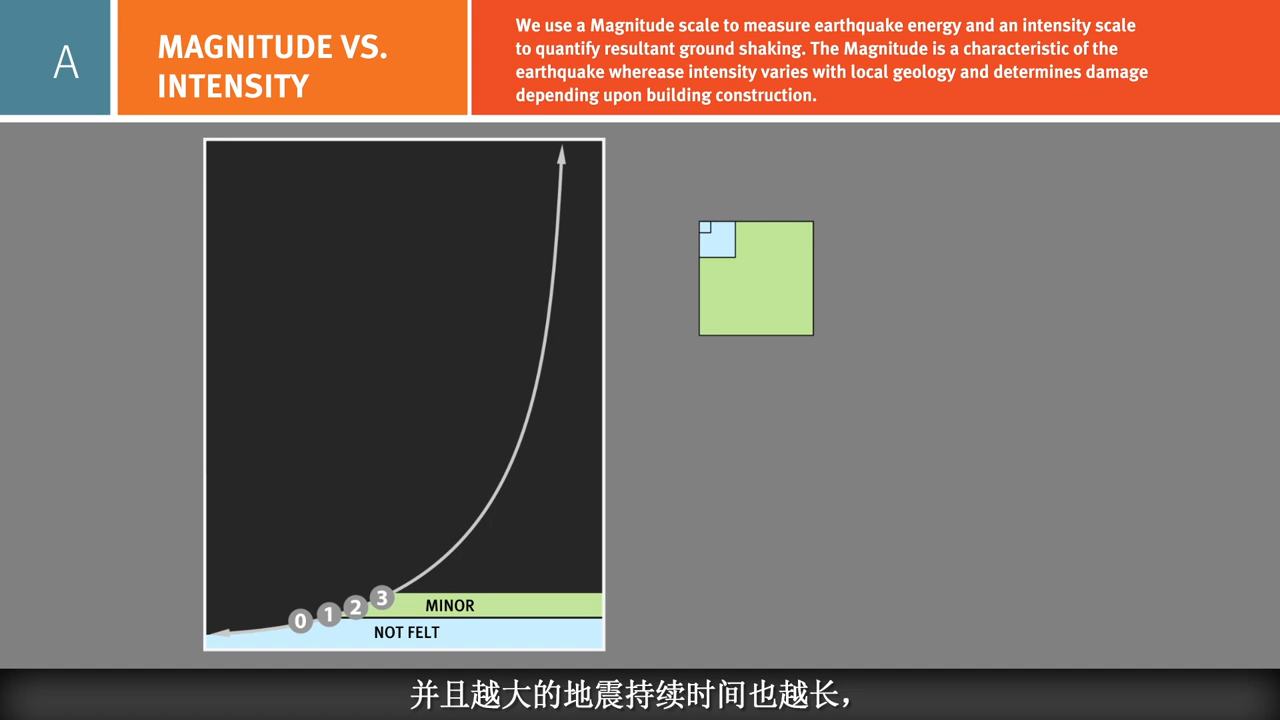 A
MAGNITUDE VS.
INTENSITY
We use a Magnitude scale to measure earthquake energy and an intensity scale
to quantify resultant ground shaking. The Magnitude is a characteristic of the
earthquake wherease intensity varies with local geology and determines damage
depending upon building construction.
3
2
1
0
MINOR
NOT FELT
并且越大的地震持续时间也越长，